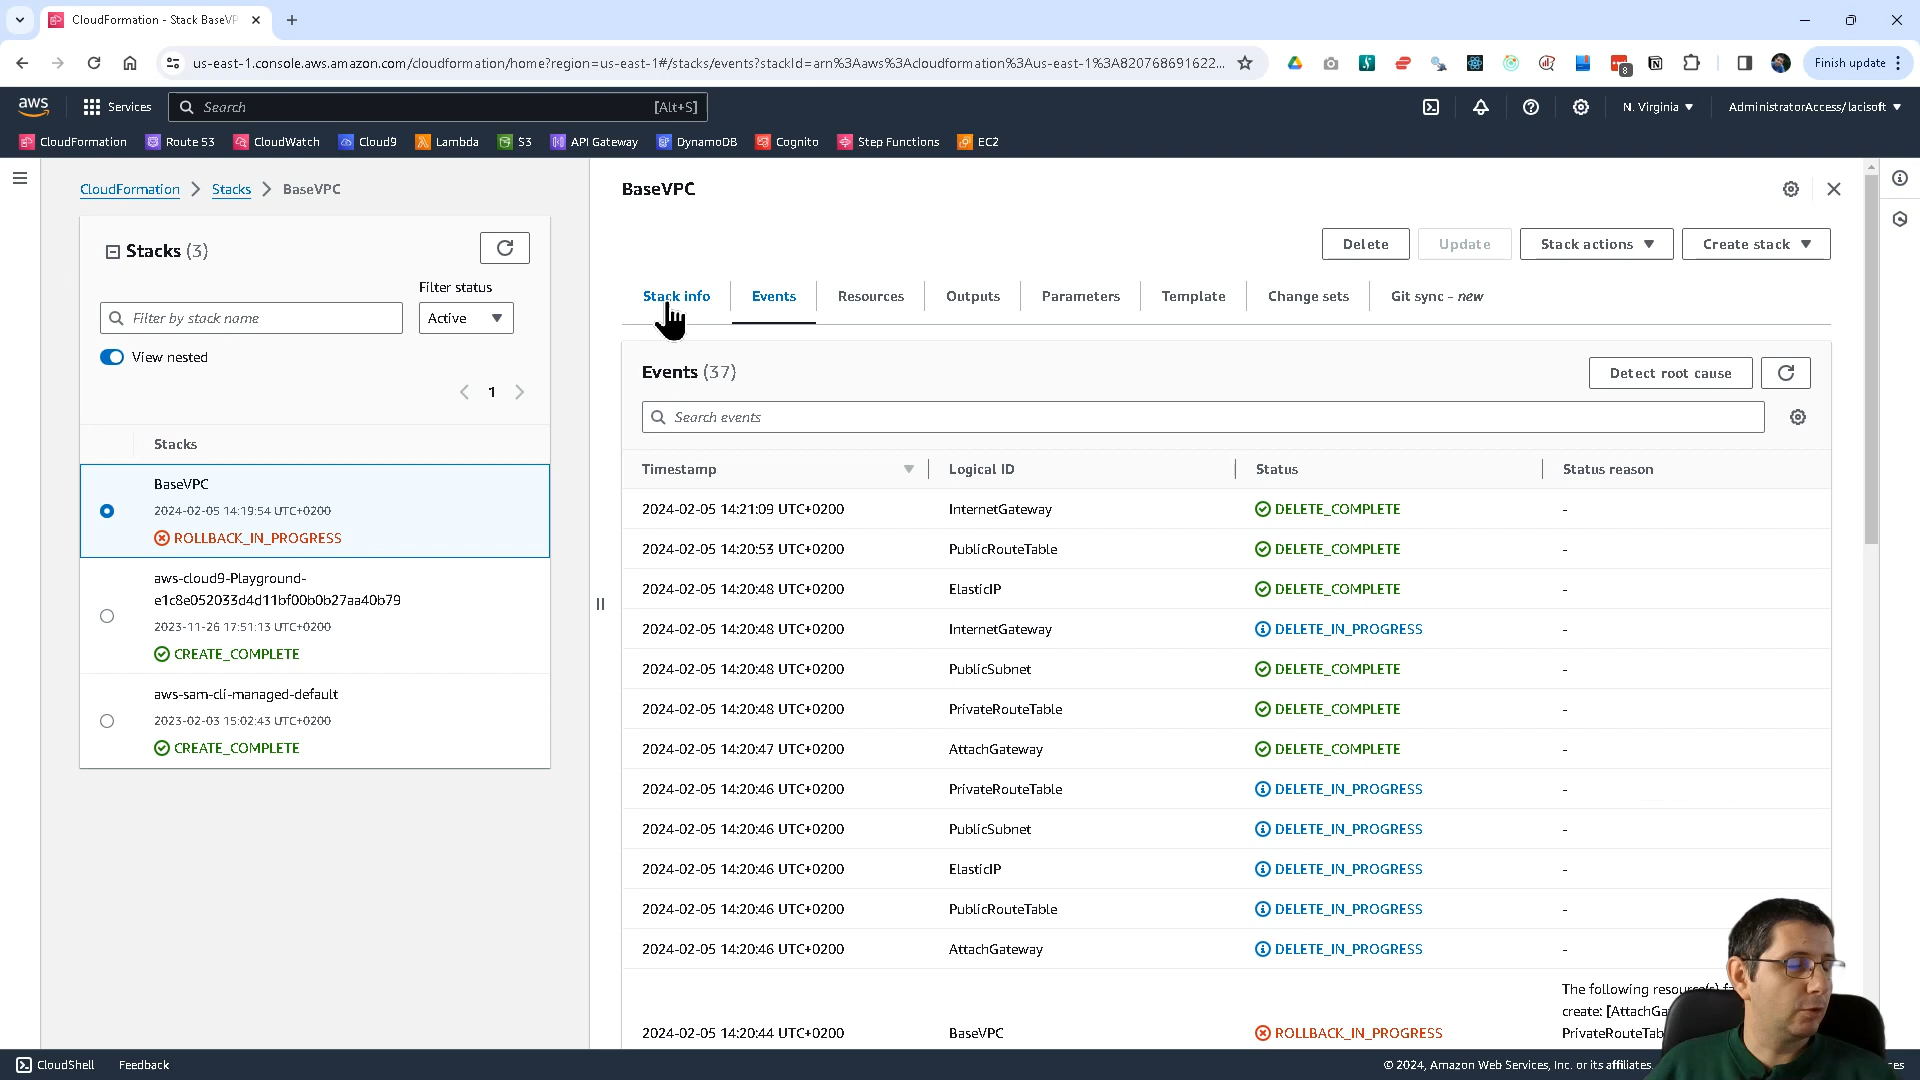 CloudFormation - Stack BaseVP
us-east-1.console.aws.amazon.com/cloudformation/home?region=us-east-1#/stacks/events?stackId=arn%3Aaws%3Acloudformation%3Aus-east-1%3A820768691622...
8
Finish update
aws
Services
Search
[Alt+S]
N. Virginia
AdministratorAccess/lacisoft
CloudFormation
Route 53
CloudWatch
Cloud9
Lambda
S3
API Gateway
DynamoDB
Cognito
Step Functions
EC2
CloudFormation
Stacks
BaseVPC
Stacks (3)
Filter status
Filter by stack name
Active
View nested
1
Stacks
BaseVPC
2024-02-05 14:19:54 UTC+0200
ROLLBACK_IN_PROGRESS
aws-cloud9-Playground-
e1c8e052033d4d11bf00b0b27aa40b79
2023-11-26 17:51:13 UTC+0200
CREATE_COMPLETE
aws-sam-cli-managed-default
2023-02-03 15:02:43 UTC+0200
CREATE_COMPLETE
BaseVPC
Delete
Update
Stack actions
Create stack
Stack info
Events
Resources
Outputs
Parameters
Template
Change sets
Git sync - new
Events (37)
Detect root cause
Search events
Timestamp Logical ID Status Status reason
2024-02-05 14:21:09 UTC+0200 InternetGateway DELETE_COMPLETE -
2024-02-05 14:20:53 UTC+0200 PublicRouteTable DELETE_COMPLETE -
2024-02-05 14:20:48 UTC+0200 ElasticIP DELETE_COMPLETE -
2024-02-05 14:20:48 UTC+0200 InternetGateway DELETE_IN_PROGRESS -
2024-02-05 14:20:48 UTC+0200 PublicSubnet DELETE_COMPLETE -
2024-02-05 14:20:48 UTC+0200 PrivateRouteTable DELETE_COMPLETE -
2024-02-05 14:20:47 UTC+0200 AttachGateway DELETE_COMPLETE -
2024-02-05 14:20:46 UTC+0200 PrivateRouteTable DELETE_IN_PROGRESS -
2024-02-05 14:20:46 UTC+0200 PublicSubnet DELETE_IN_PROGRESS -
2024-02-05 14:20:46 UTC+0200 ElasticIP DELETE_IN_PROGRESS -
2024-02-05 14:20:46 UTC+0200 PublicRouteTable DELETE_IN_PROGRESS -
2024-02-05 14:20:46 UTC+0200 AttachGateway DELETE_IN_PROGRESS -
The following
create: [AttachGa
2024-02-05 14:20:44 UTC+0200 BaseVPC ROLLBACK_IN_PROGRESS PrivateRouteTab
CloudShell
Feedback
© 2024, Amazon Web Services, Inc. or its affiliates.